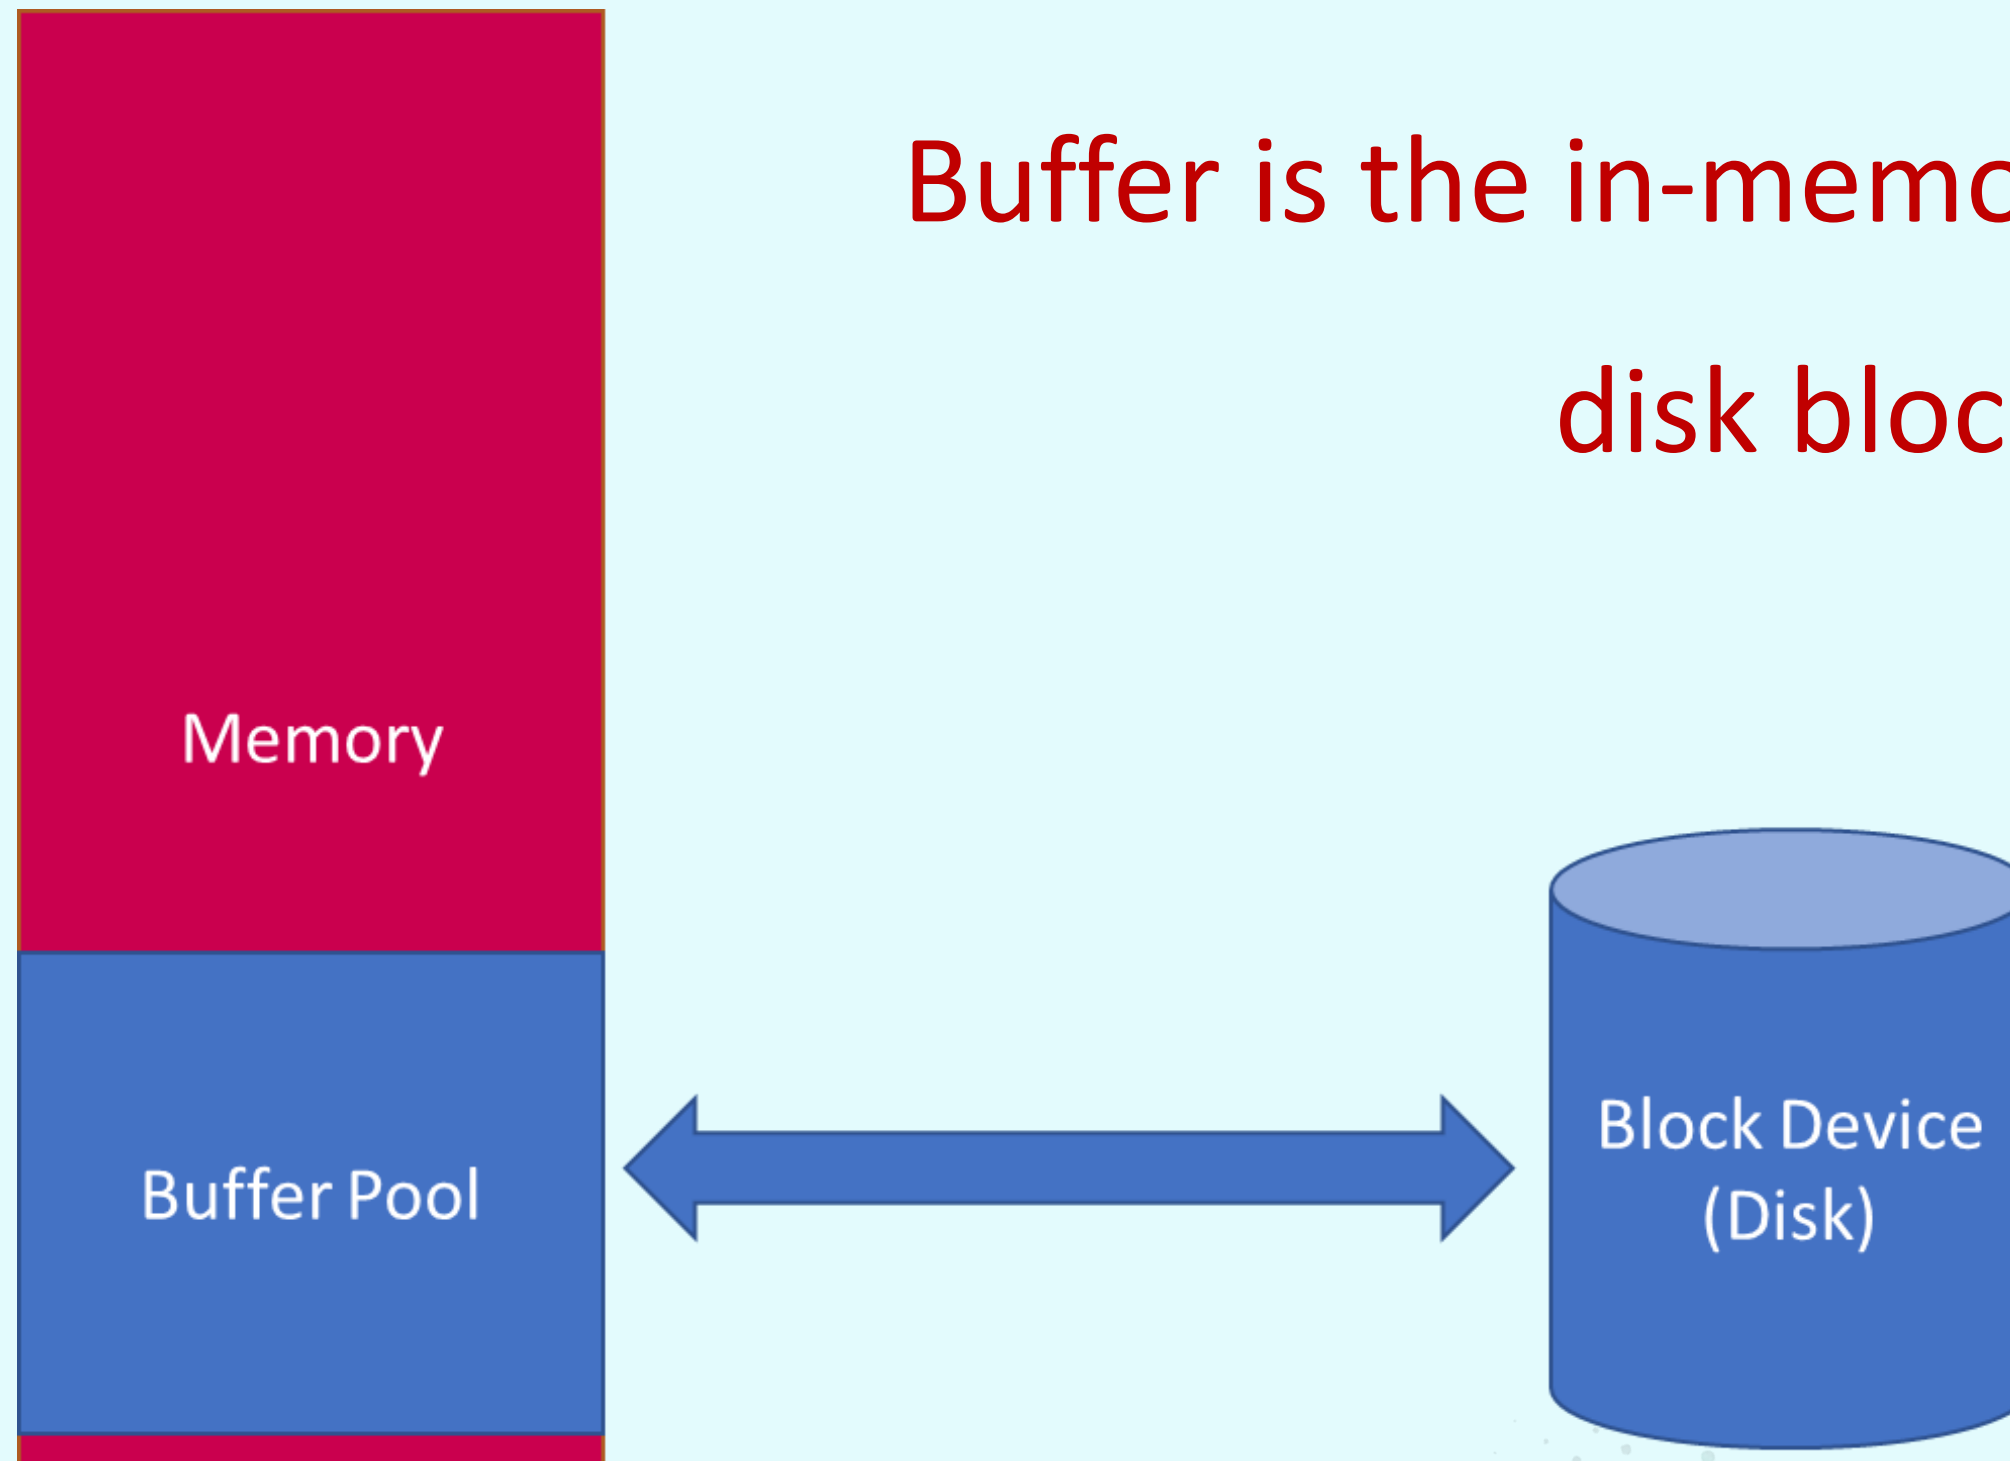 Buffer is the in-memo
disk bloc
Memory
Buffer Pool
Block Device
(Disk)